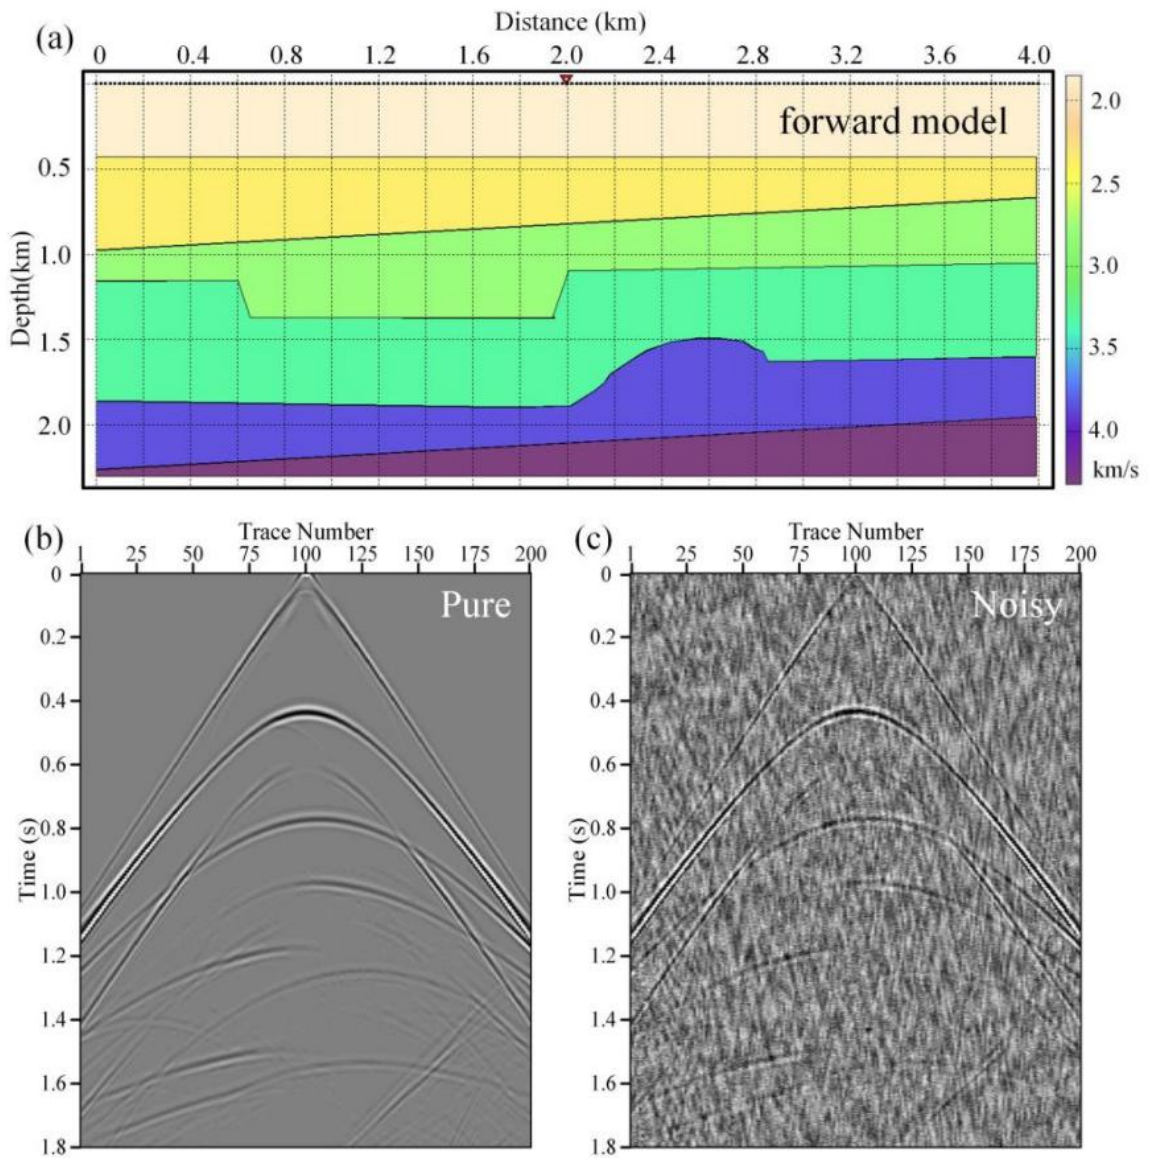 (a)
Distance (km)
0 0.4 0.8 1.2 1.6 2.0 2.4 2.8 3.2 3.6 4.0
forward model
Depth(km)
0.5
1.0
1.5
2.0
2.0
2.5
3.0
3.5
4.0
km/s
(b)
Trace Number
1 25 50 75 100 125 150 175 200
Pure
Time (s)
0
0.2
0.4
0.6
0.8
1.0
1.2
1.4
1.6
1.8
(c)
Trace Number
1 25 50 75 100 125 150 175 200
Noisy
Time (s)
0
0.2
0.4
0.6
0.8
1.0
1.2
1.4
1.6
1.8